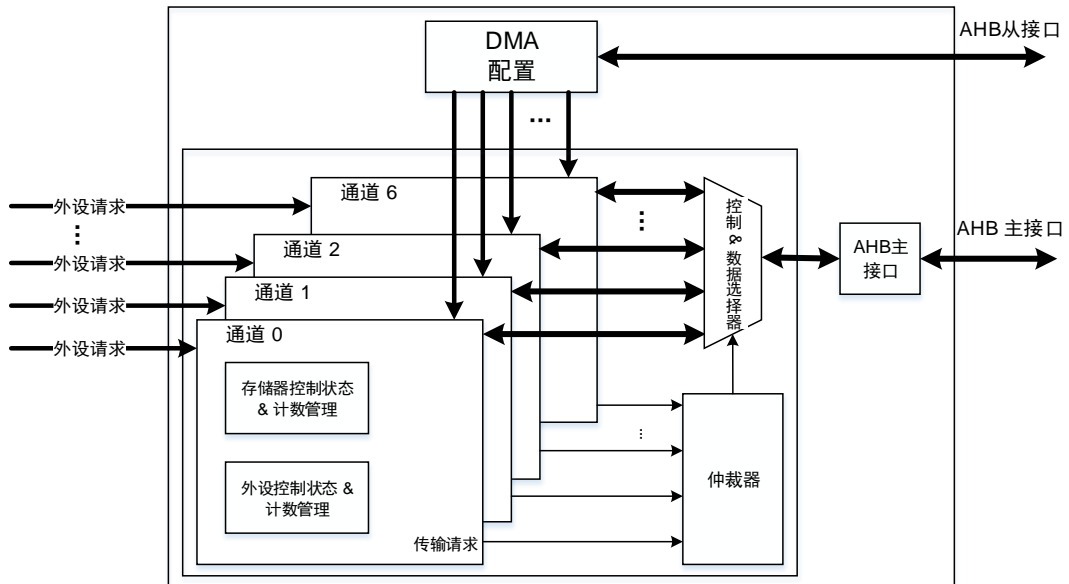 DMA
配置
AHB从接口
...
通道 6
外设请求
...
...
通道 2
外设请求
通道 1
外设请求
通道 0
外设请求
控制 & 数据选择器
AHB主
接口
AHB 主接口
存储器控制状态
& 计数管理
...
外设控制状态 &
计数管理
仲裁器
传输请求